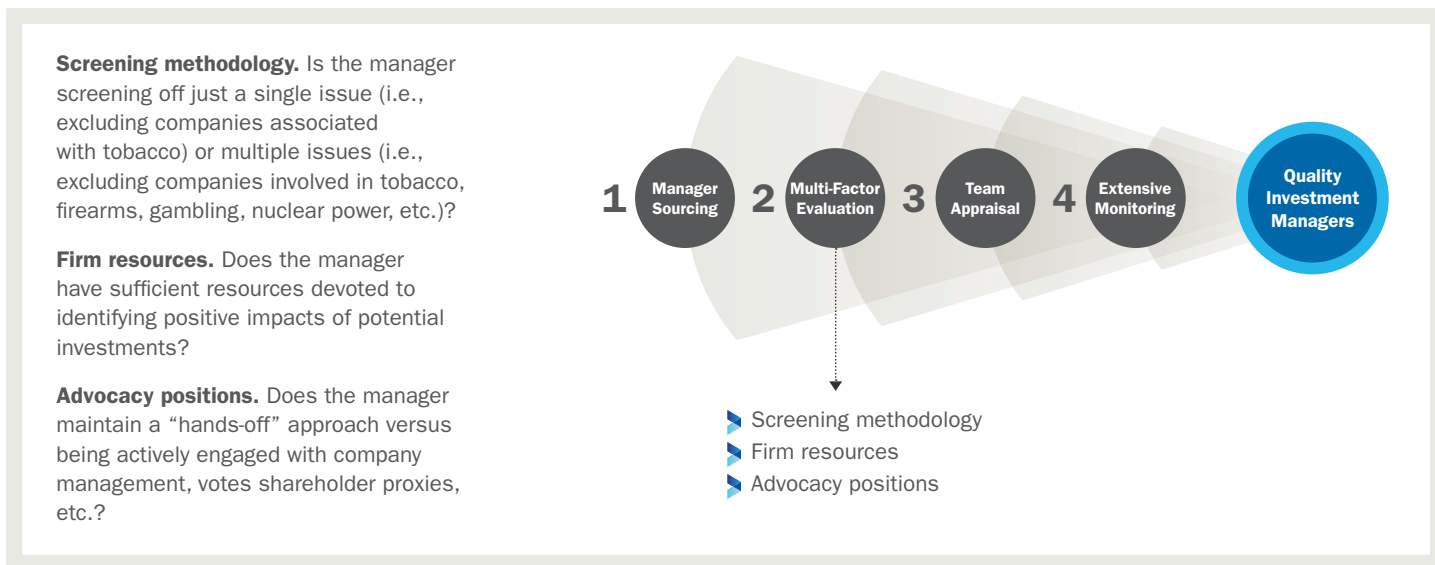 Screening methodology. Is the manager
screening off just a single issue (i.e.,
excluding companies associated
with tobacco) or multiple issues (i.e.,
excluding companies involved in tobacco,
firearms, gambling, nuclear power, etc.)?
Firm resources. Does the manager
have sufficient resources devoted to
identifying positive impacts of potential
investments?
Advocacy positions. Does the manager
maintain a “hands-off” approach versus
being actively engaged with company
management, votes shareholder proxies,
etc.?
1
Manager
Sourcing
2
Multi-Factor
Evaluation
3
Team
Appraisal
4
Extensive
Monitoring
Quality
Investment
Managers
Screening methodology
Firm resources
Advocacy positions